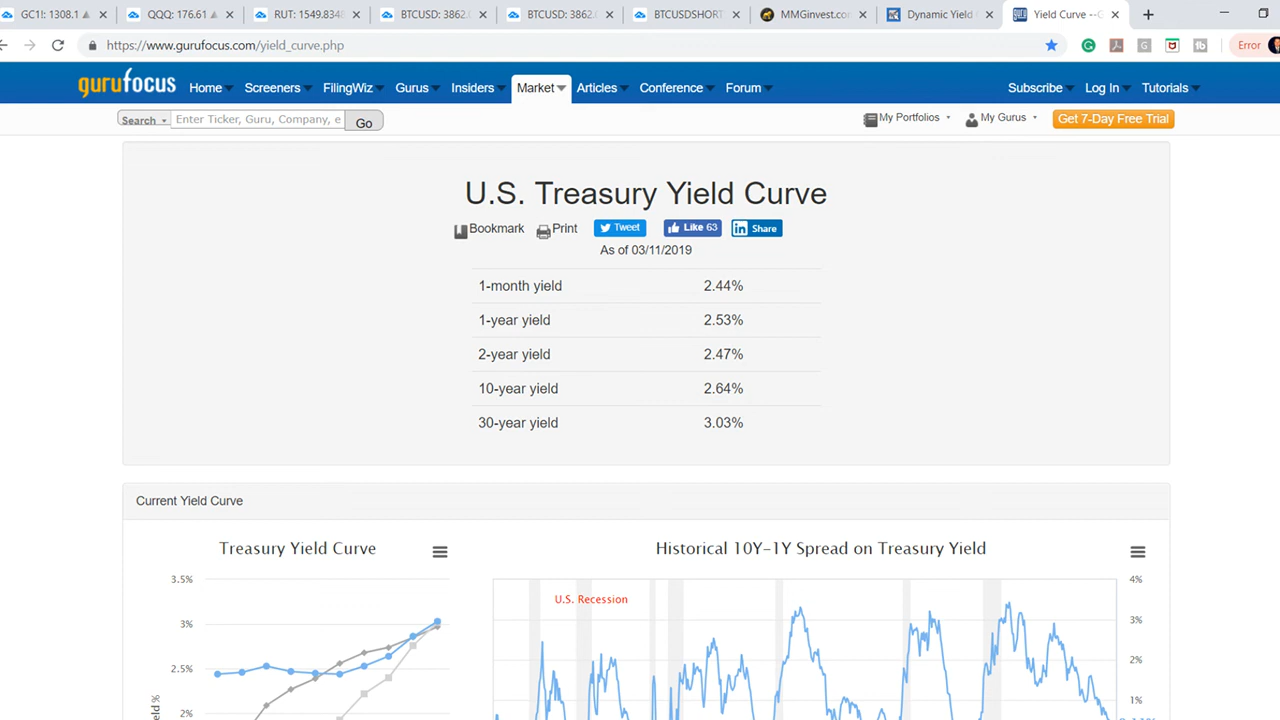 GC1!: 1308.1 QQQ: 176.61 RUT: 1549.834 BTCUSD: 3862. BTCUSD: 3862. BTCUSDSHORT MMGinvest.co Dynamic Yield Yield Curve --
https://www.gurufocus.com/yield_curve.php Error
gurufocus Home Screeners FilingWiz Gurus Insiders Market Articles Conference Forum Subscribe Log In Tutorials
Search Enter Ticker, Guru, Company, e Go My Portfolios My Gurus Get 7-Day Free Trial
U.S. Treasury Yield Curve
Bookmark Print Tweet Like 63 in Share
As of 03/11/2019
1-month yield 2.44%
1-year yield 2.53%
2-year yield 2.47%
10-year yield 2.64%
30-year yield 3.03%
Current Yield Curve
Treasury Yield Curve Historical 10Y-1Y Spread on Treasury Yield
3.5% 4%
U.S. Recession
3% 3%
2.5% 2%
2% 1%